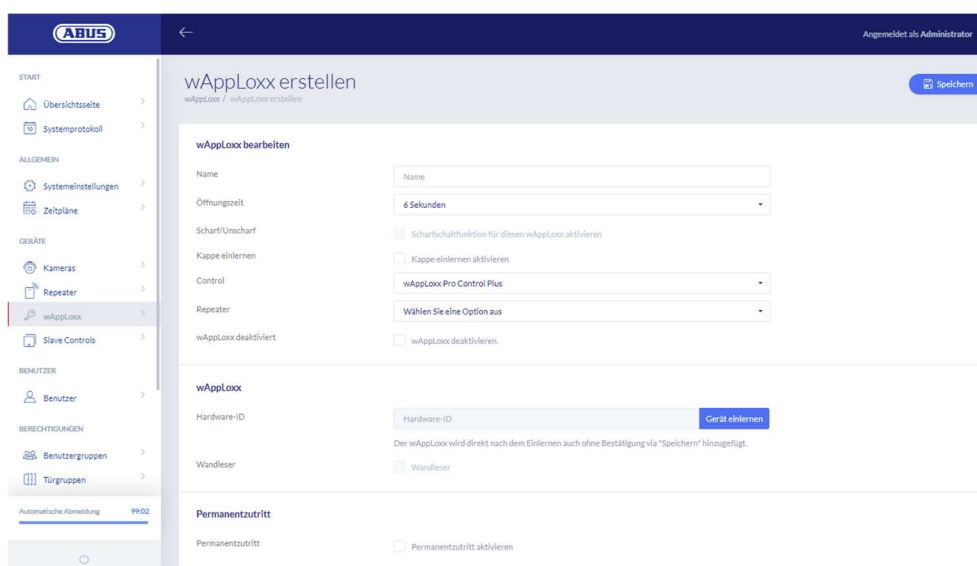 ABUS
Angemeldet als Administrator
START
Übersichtsseite
Systemprotokoll
ALLGEMEIN
Systemeinstellungen
Zeitpläne
GERÄTE
Kameras
Repeater
wAppLoxx
Slave Controls
BENUTZER
Benutzer
BERECHTIGUNGEN
Benutzergruppen
Türgruppen
Automatische Abmeldung 99:02
wAppLoxx erstellen
wAppLoxx / wAppLoxx erstellen
Speichern
wAppLoxx bearbeiten
Name Name
Öffnungszeit 6 Sekunden
Scharf/Unscharf Scharfschaltfunktion für diesen wAppLoxx aktivieren
Kappe einlernen Kappe einlernen aktivieren
Control wAppLoxx Pro Control Plus
Repeater Wählen Sie eine Option aus
wAppLoxx deaktiviert wAppLoxx deaktivieren.
wAppLoxx
Hardware-ID Hardware-ID Gerät einlernen
Der wAppLoxx wird direkt nach dem Einlernen auch ohne Bestätigung via "Speichern" hinzugefügt.
Wandleser Wandleser
Permanentzutritt
Permanentzutritt Permanentzutritt aktivieren